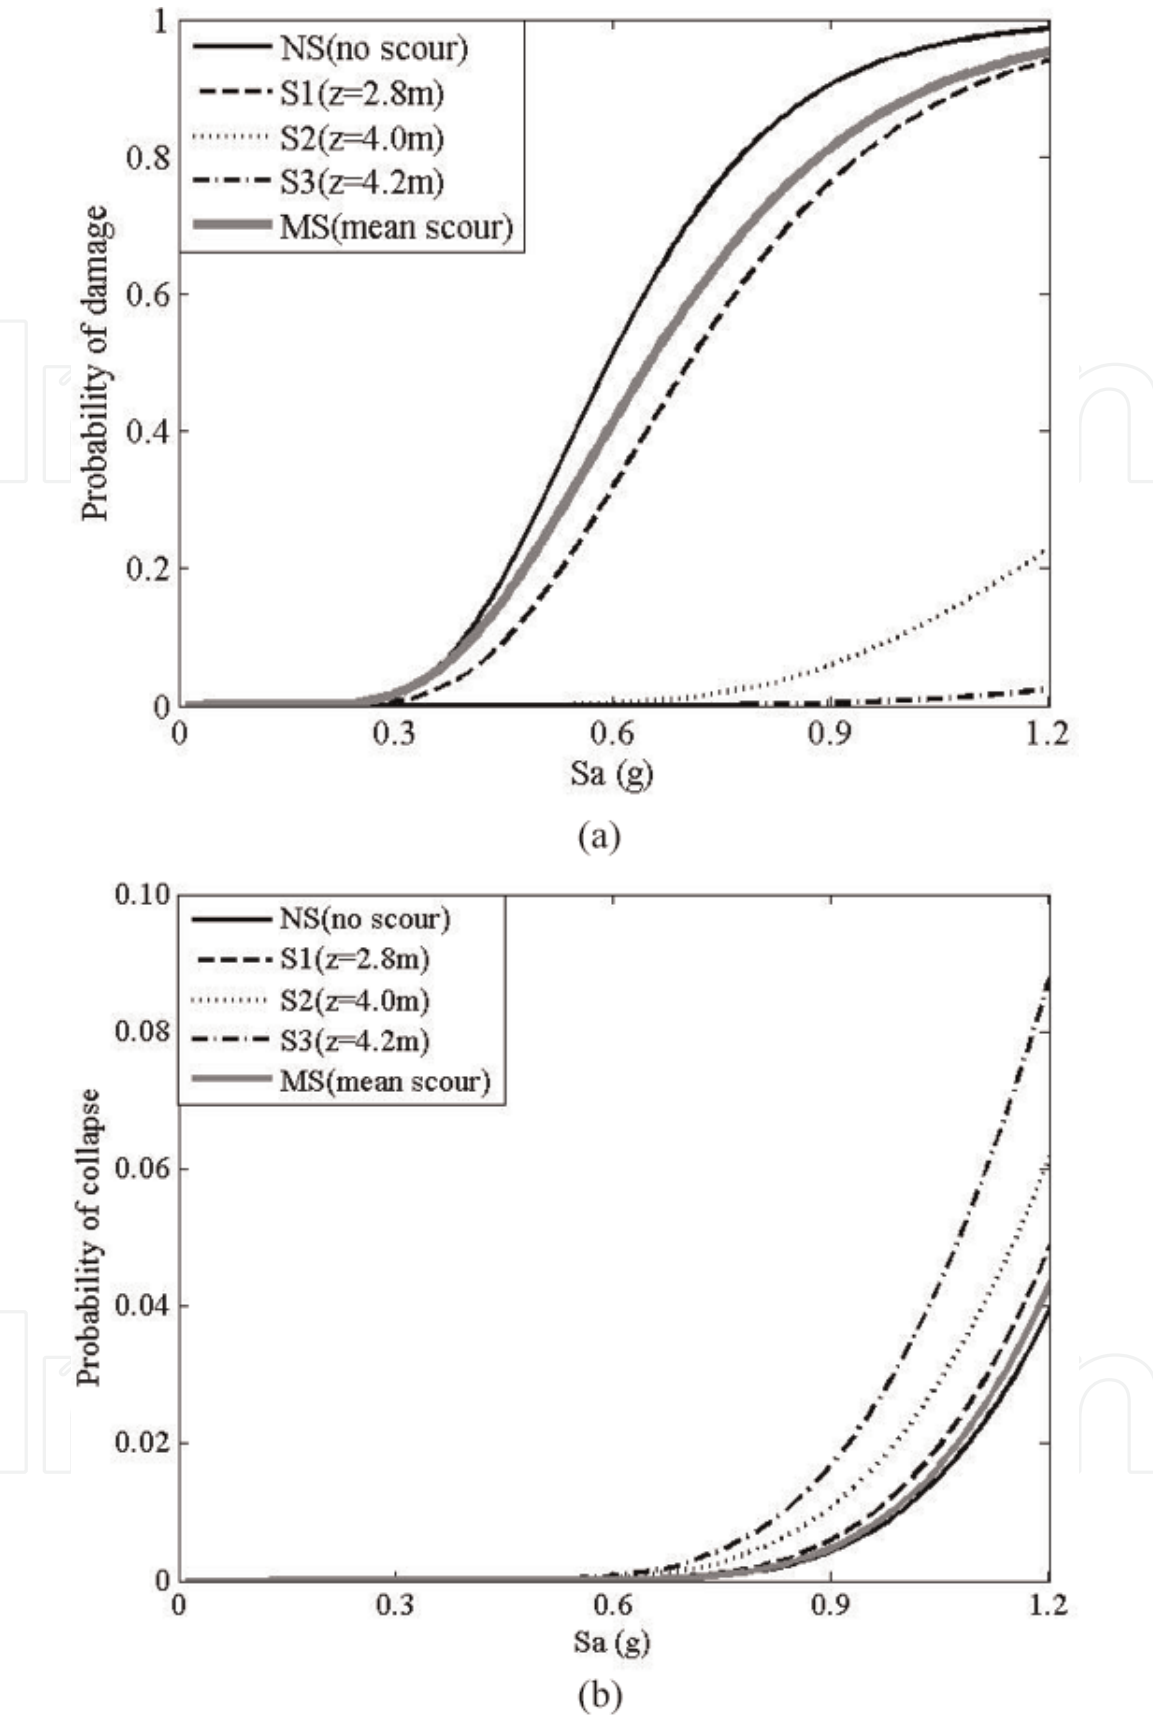 1
NS(no scour)
S1(z=2.8m)
S2(z=4.0m)
S3(z=4.2m)
MS(mean scour)
0.8
0.6
0.4
0.2
0
Probability of damage
0 0.3 0.6 0.9 1.2
Sa (g)
(a)
0.10
NS(no scour)
S1(z=2.8m)
S2(z=4.0m)
S3(z=4.2m)
MS(mean scour)
0.08
0.06
0.04
0.02
0
Probability of collapse
0 0.3 0.6 0.9 1.2
Sa (g)
(b)